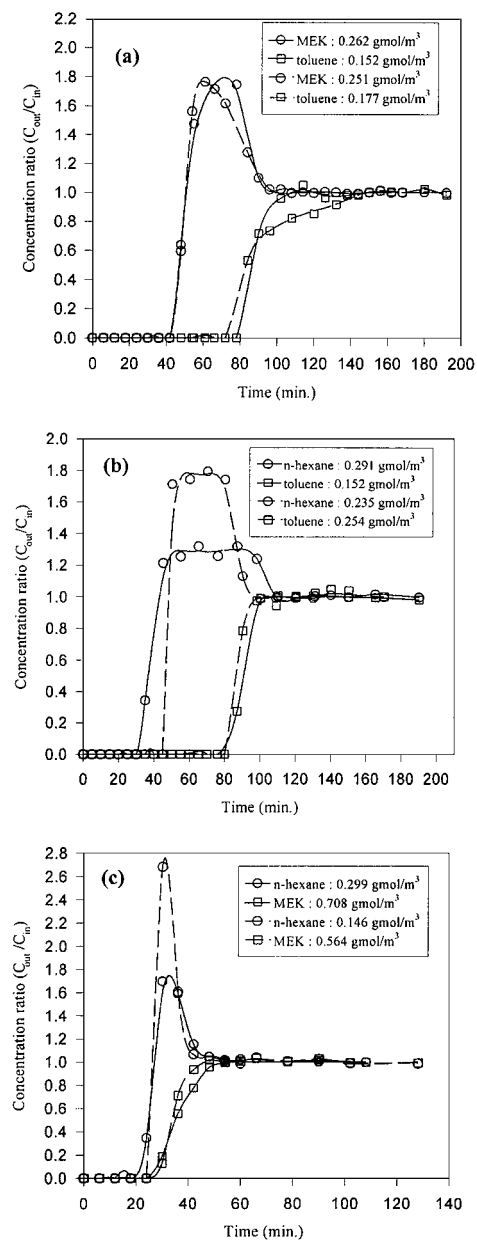 (a)
MEK : 0.262 gmol/m³
toluene : 0.152 gmol/m³
MEK : 0.251 gmol/m³
toluene : 0.177 gmol/m³
Concentration ratio (C_out/C_in)
2.2
2.0
1.8
1.6
1.4
1.2
1.0
0.8
0.6
0.4
0.2
0.0
0 20 40 60 80 100 120 140 160 180 200
Time (min.)
(b)
n-hexane : 0.291 gmol/m³
toluene : 0.152 gmol/m³
n-hexane : 0.235 gmol/m³
toluene : 0.254 gmol/m³
Concentration ratio (C_out/C_in)
2.0
1.8
1.6
1.4
1.2
1.0
0.8
0.6
0.4
0.2
0.0
0 20 40 60 80 100 120 140 160 180 200
Time (min.)
(c)
n-hexane : 0.299 gmol/m³
MEK : 0.708 gmol/m³
n-hexane : 0.146 gmol/m³
MEK : 0.564 gmol/m³
Concentration ratio (C_out /C_in)
2.8
2.6
2.4
2.2
2.0
1.8
1.6
1.4
1.2
1.0
0.8
0.6
0.4
0.2
0.0
0 20 40 60 80 100 120 140
Time (min.)